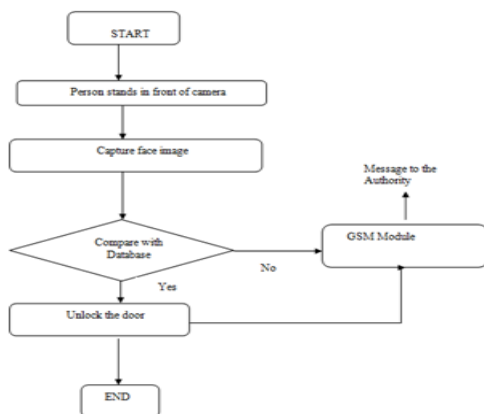 START
Person stands in front of camera
Capture face image
Message to the
Authority
Compare with
Database
GSM Module
No
Yes
Unlock the door
END